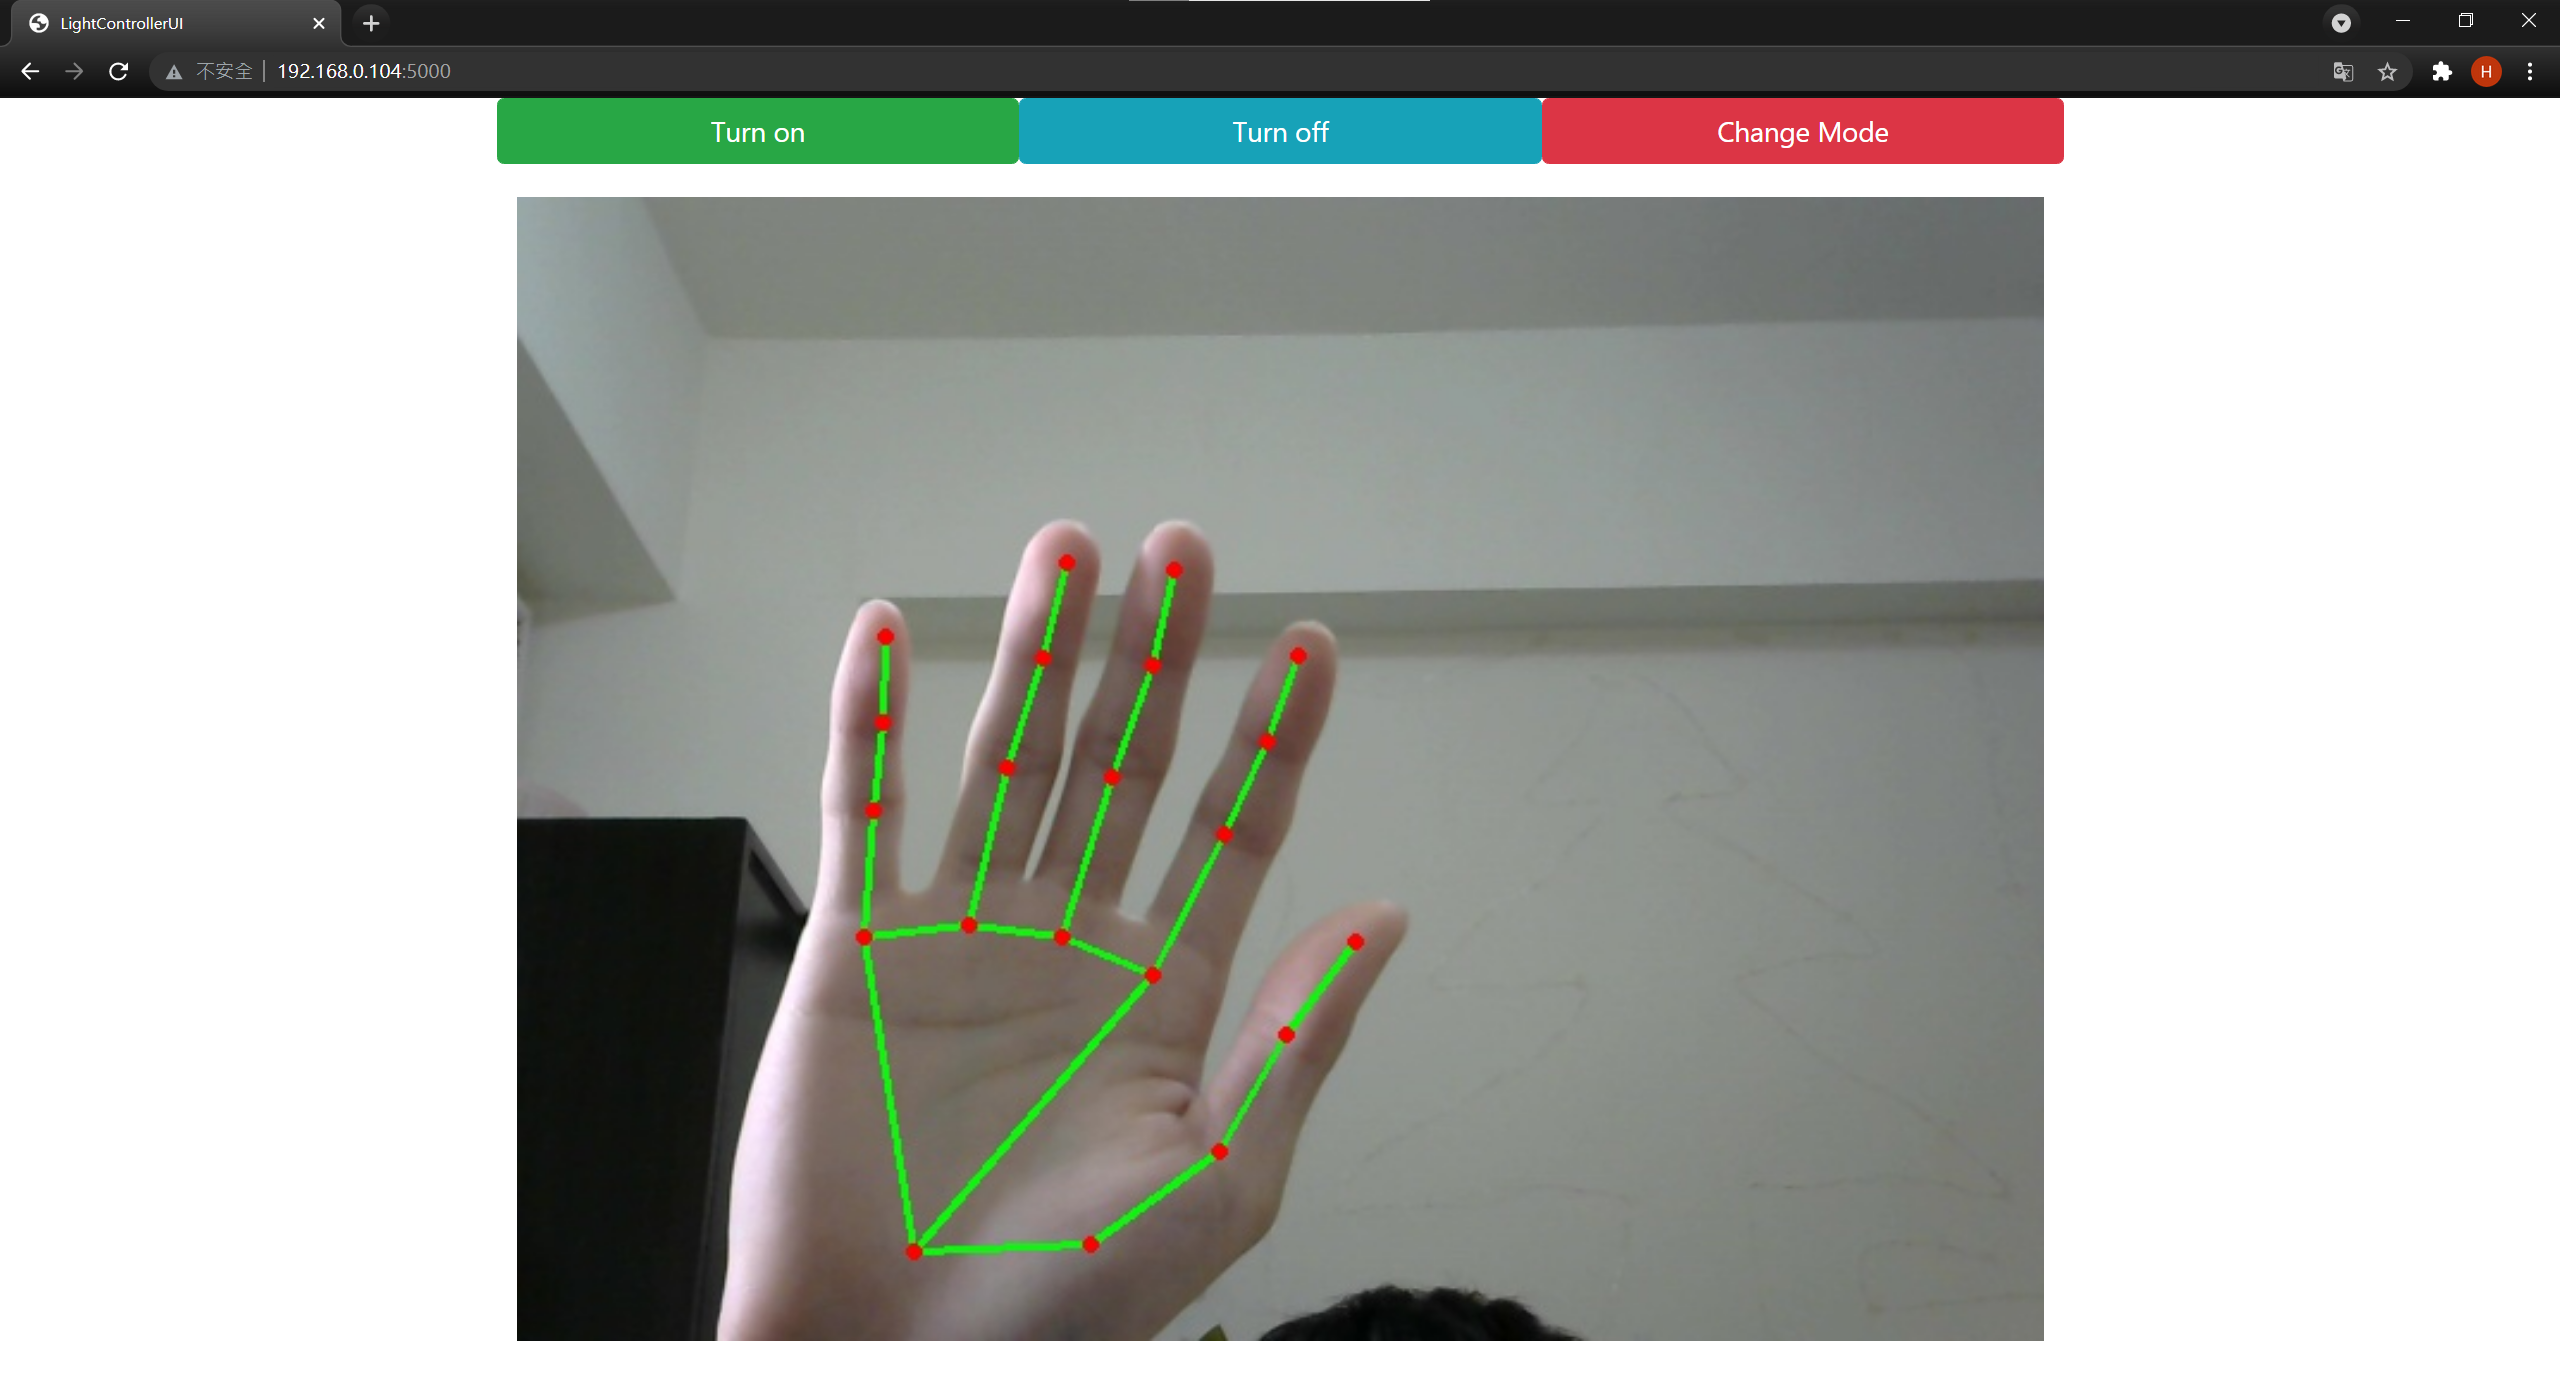 LightControllerUI
不安全 192.168.0.104:5000 H
Turn on Turn off Change Mode